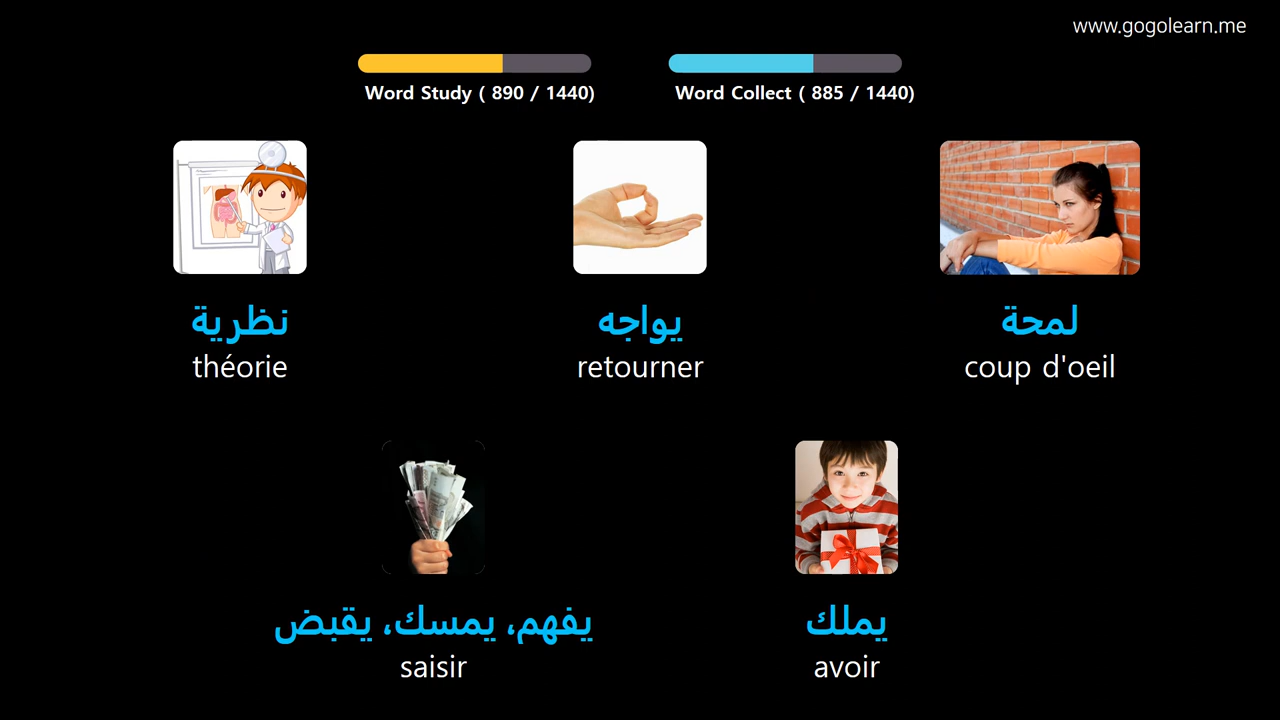 www.gogolearn.me
Word Study ( 890 / 1440)
Word Collect ( 885 / 1440)
نظرية
théorie
يواجه
retourner
لمحة
coup d'oeil
يفهم، يمسك، يقبض
saisir
يملك
avoir